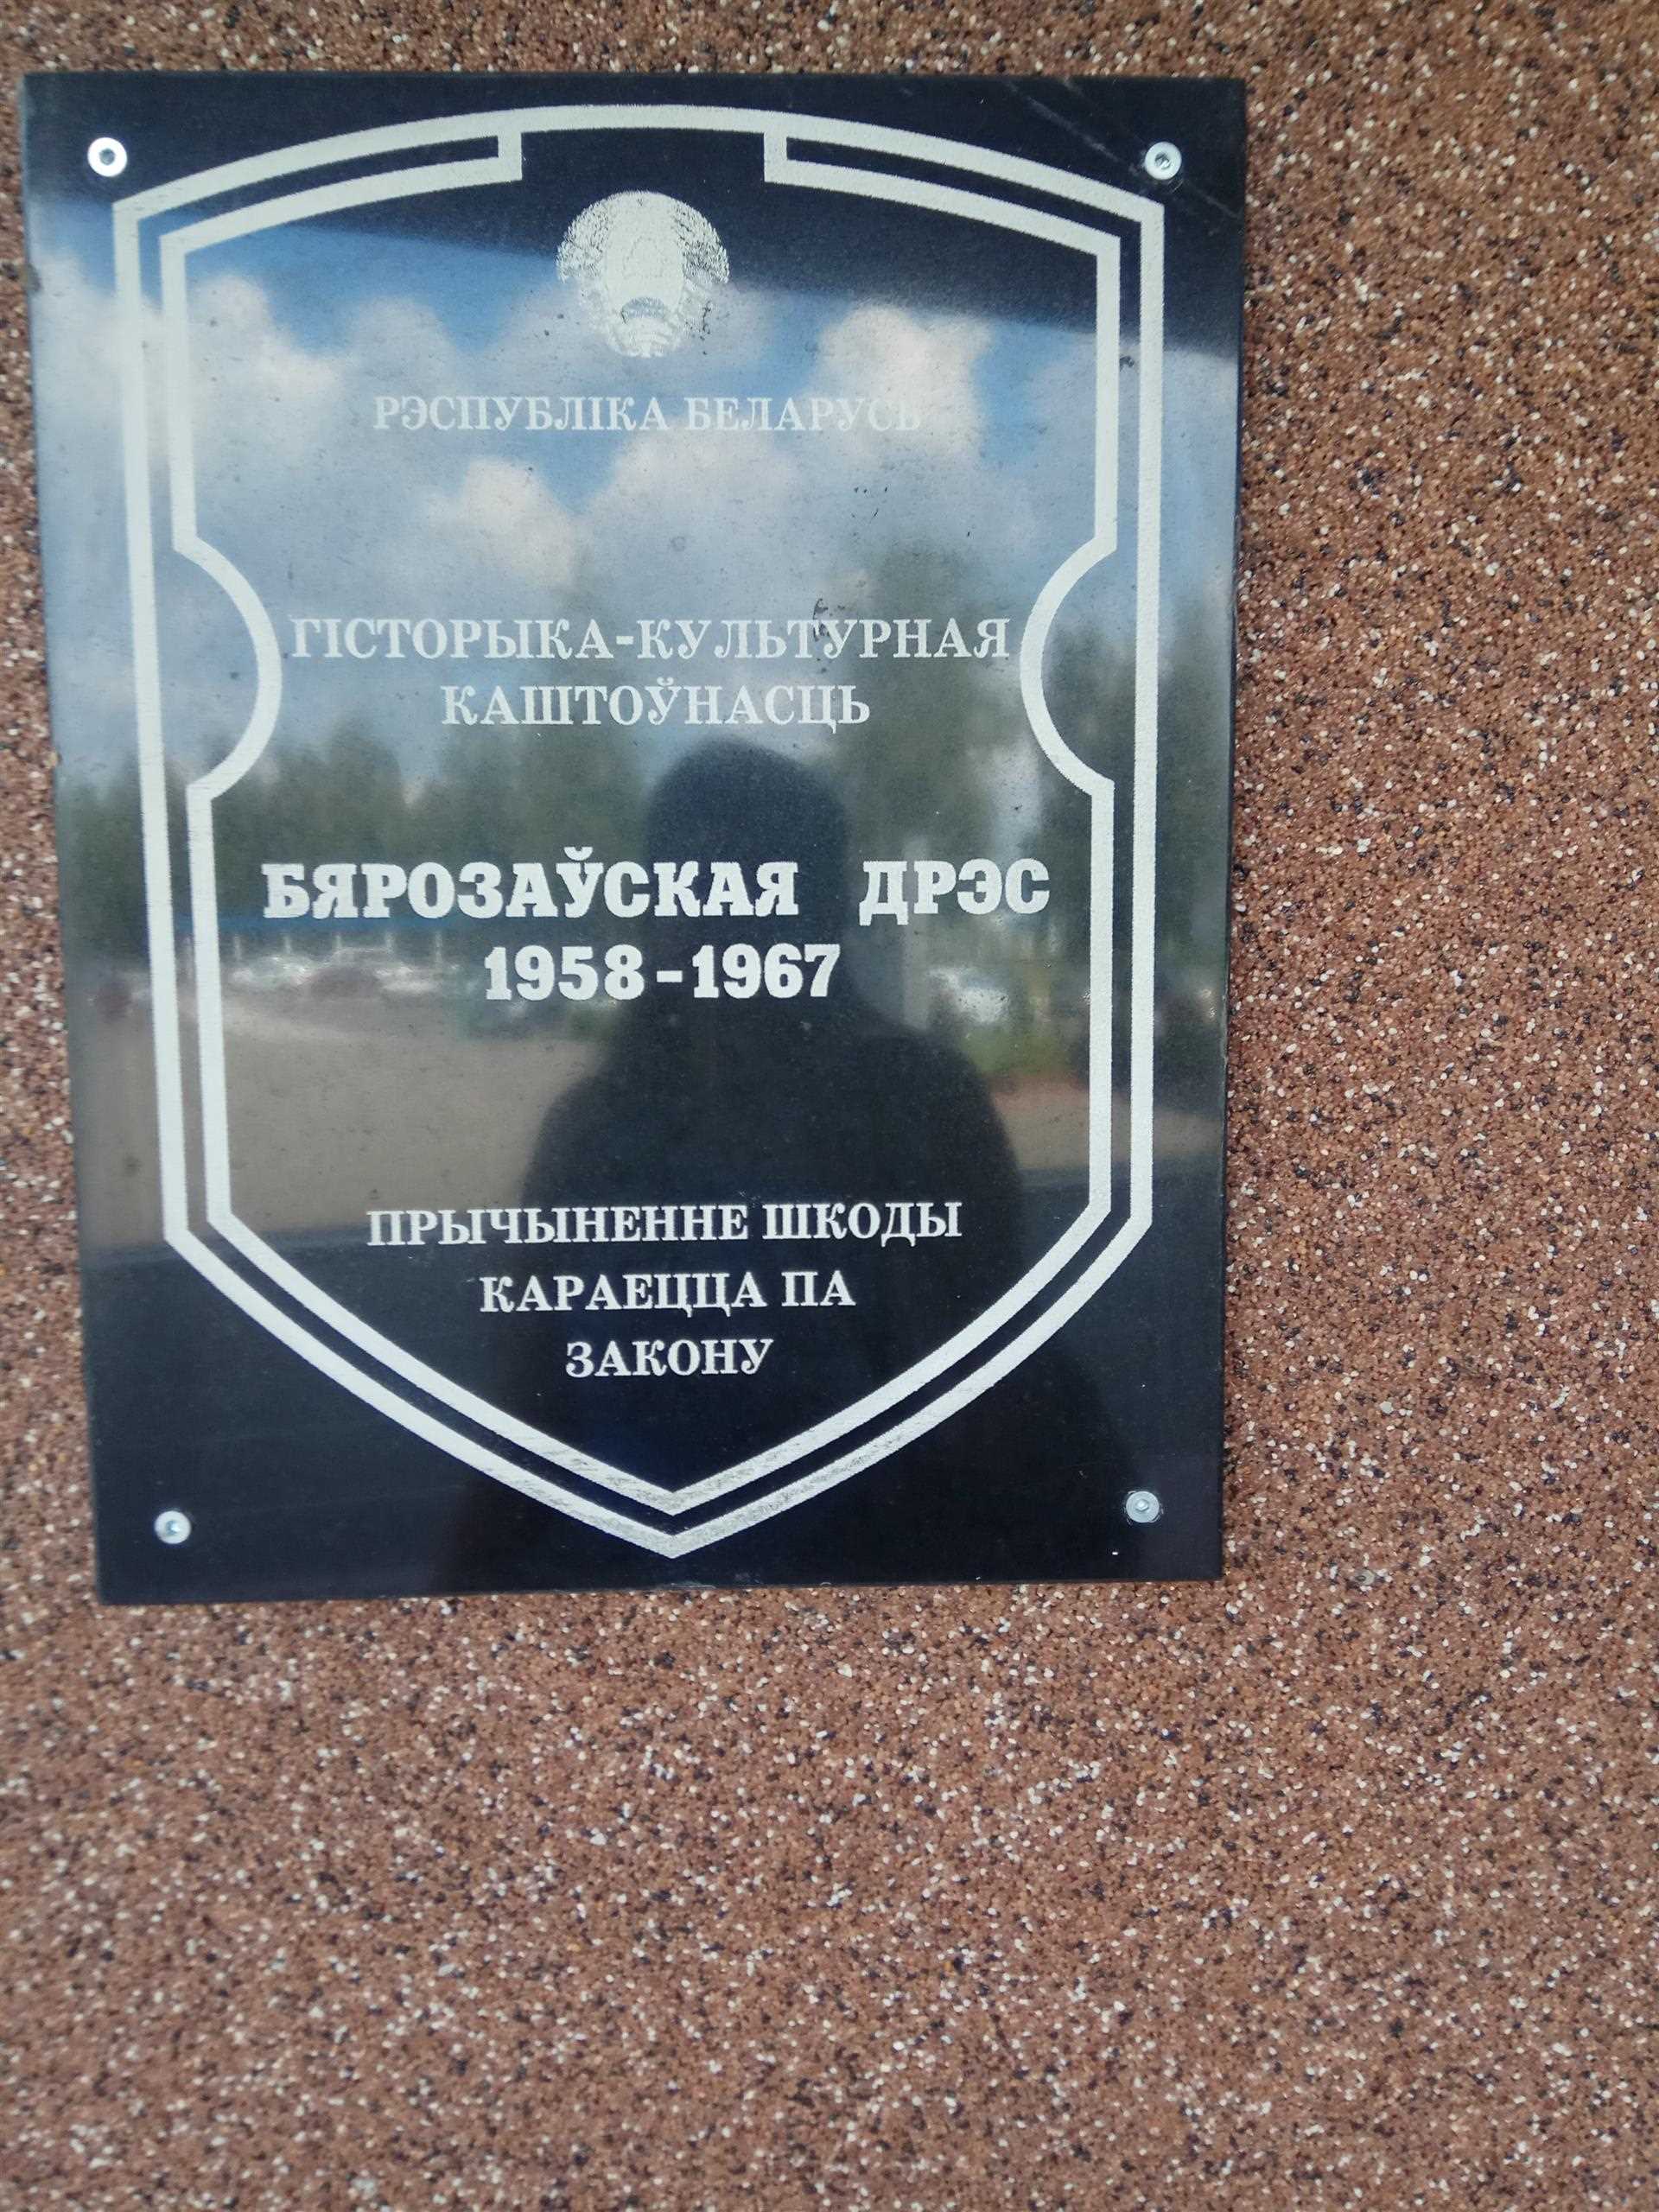 РЭСПУБЛІКА БЕЛАРУСЬ
ГІСТОРЫКА-КУЛЬТУРНАЯ
КАШТОЎНАСЦЬ
БЯРОЗАЎСКАЯ ДРЭС
1958-1967
ПРЫЧЫНЕННЕ ШКОДЫ
КАРАЕЦЦА ПА
ЗАКОНУ